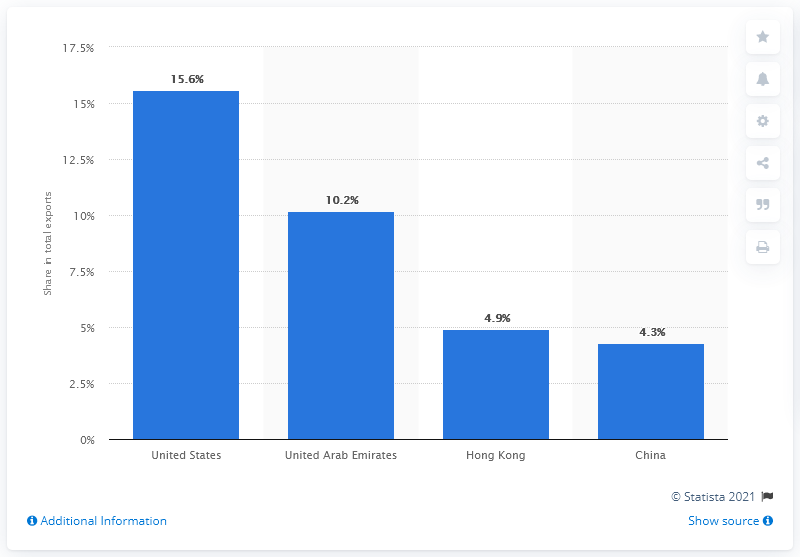 17.5%
15%
12.5%
10%
7.5%
5%
2.5%
0%
Share in total exports
15.6%
10.2%
4.9%
4.3%
United States
United Arab Emirates
Hong Kong
China
© Statista 2021
Additional Information
Show source